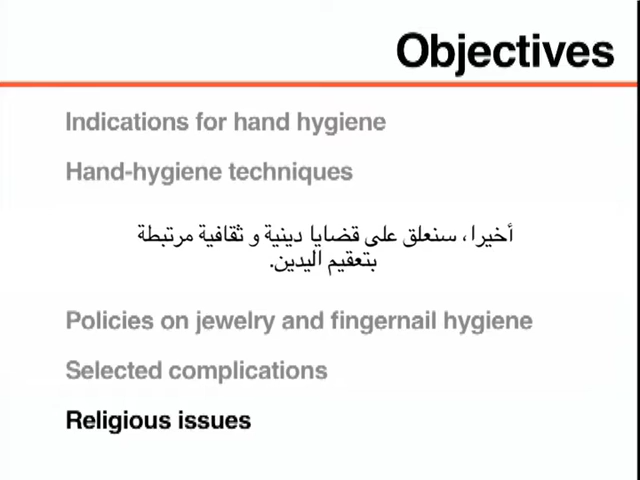 Objectives
Indications for hand hygiene
Hand-hygiene techniques
أخيرا، سنعلق على قضايا دينية و ثقافية مرتبطة
بتعقيم اليدين.
Policies on jewelry and fingernail hygiene
Selected complications
Religious issues